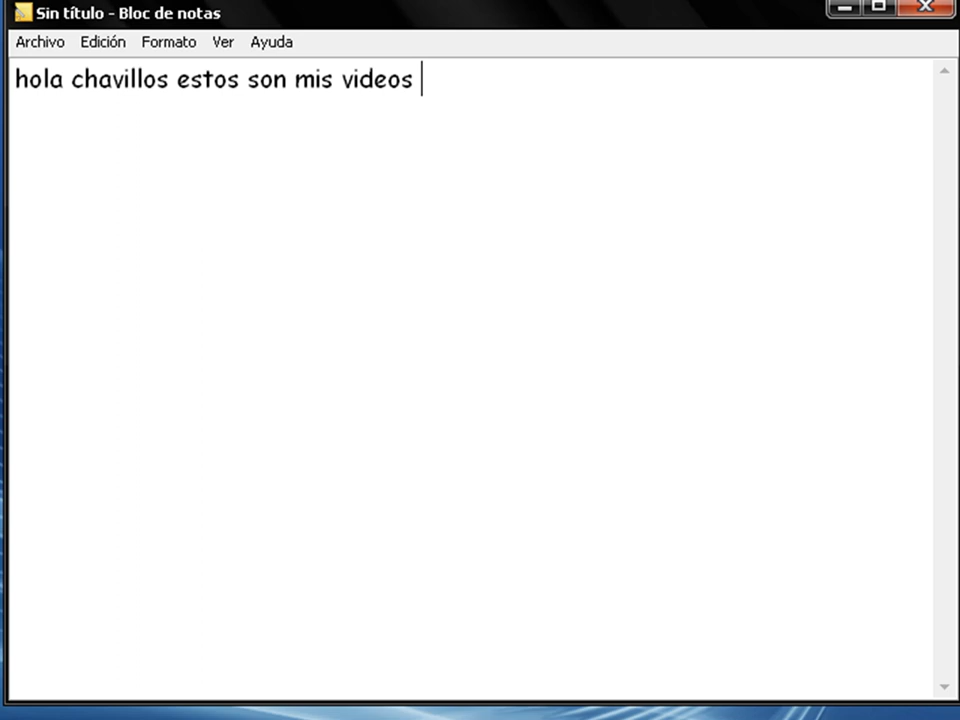 Sin título - Bloc de notas
Archivo Edición Formato Ver Ayuda
hola chavillos estos son mis videos